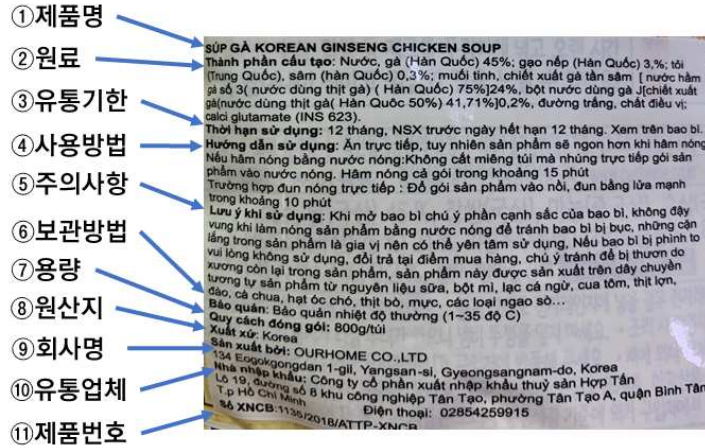 ①제품명
②원료
③유통기한
④사용방법
⑤주의사항
⑥보관방법
⑦용량
⑧원산지
⑨회사명
⑩유통업체
⑪제품번호
SÚP GÀ KOREAN GINSENG CHICKEN SOUP
Thành phần cấu tạo: Nước, gà (Hàn Quốc) 45%; gạo nếp (Hàn Quốc) 3,%; tỏi
(Trung Quốc), sâm (hàn Quốc) 0,3%; muối tinh, chiết xuất gà tần sâm [ nước hầm
gà số 3( nước dùng thịt gà) ( Hàn Quốc) 75%]24%, bột nước dùng gà J[chiết xuất
gà(nước dùng thịt gà( Hàn Quôc 50%) 41,71%]0,2%, đường trắng, chất điều vị;
calci glutamate (INS 623).
Thời hạn sử dụng: 12 tháng, NSX trước ngày hết hạn 12 tháng. Xem trên bao bì.
Hướng dẫn sử dụng: Ăn trực tiếp, tuy nhiên sản phẩm sẽ ngon hơn khi hâm nóng
Nếu hâm nóng bằng nước nóng:Không cắt miệng túi mà nhúng trực tiếp gói sản
phẩm vào nước nóng. Hâm nóng cả gói trong khoảng 15 phút
Trường hợp đun nóng trực tiếp : Đổ gói sản phẩm vào nồi, đun bằng lửa mạnh
trong khoảng 10 phút
Lưu ý khi sử dụng: Khi mở bao bì chú ý phần cạnh sắc của bao bì, không đậy
vung khi làm nóng sản phẩm bằng nước nóng để tránh bao bì bị bục, những cặn
lắng trong sản phẩm là gia vị nên có thể yên tâm sử dụng, Nếu bao bì bị phình to
vui lòng không sử dụng, đổi trả tại điểm mua hàng, chú ý tránh để bị thươn do
xương còn lại trong sản phẩm, sản phẩm này được sản xuất trên dây chuyền
tương tự sản phẩm từ nguyên liệu sữa, bột mì, lạc cá ngừ, cua tôm, thịt lợn,
đào, cà chua, hạt óc chó, thịt bò, mực, các loại ngao sò...
Bảo quản: Bảo quản nhiệt độ thường (1~35 độ C)
Quy cách đóng gói: 800g/túi
Xuất xứ: Korea
Sản xuất bởi: OURHOME CO.,LTD
134 Eogokgongdan 1-gil, Yangsan-si, Gyeongsangnam-do, Korea
Nhà nhập khẩu: Công ty cổ phần xuất nhập khẩu thuỷ sản Hợp Tấn
Lô 19, đường số 8 khu công nghiệp Tân Tạo, phường Tân Tạo A, quận Bình Tân
T.p Hồ Chí Minh Điện thoại: 02854259915
Số XNCB:1135/2018/ATTP-XNCB